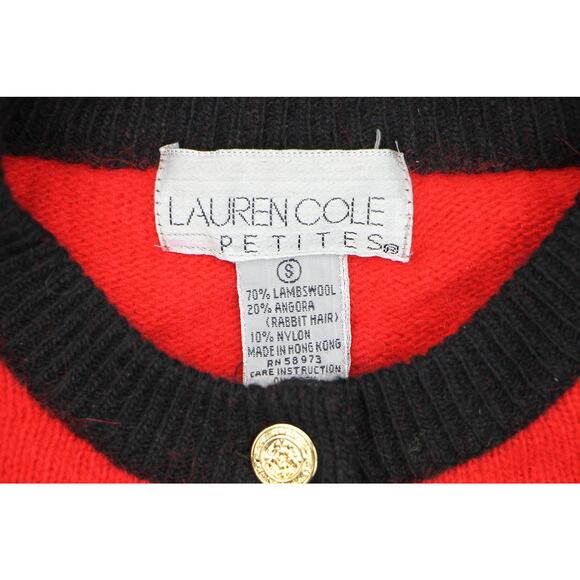 LAUREN COLE
PETITES®
S
70% LAMBSWOOL
20% ANGORA
(RABBIT HAIR)
10% NYLON
MADE IN HONG KONG
RN 58973
CARE INSTRUCTION